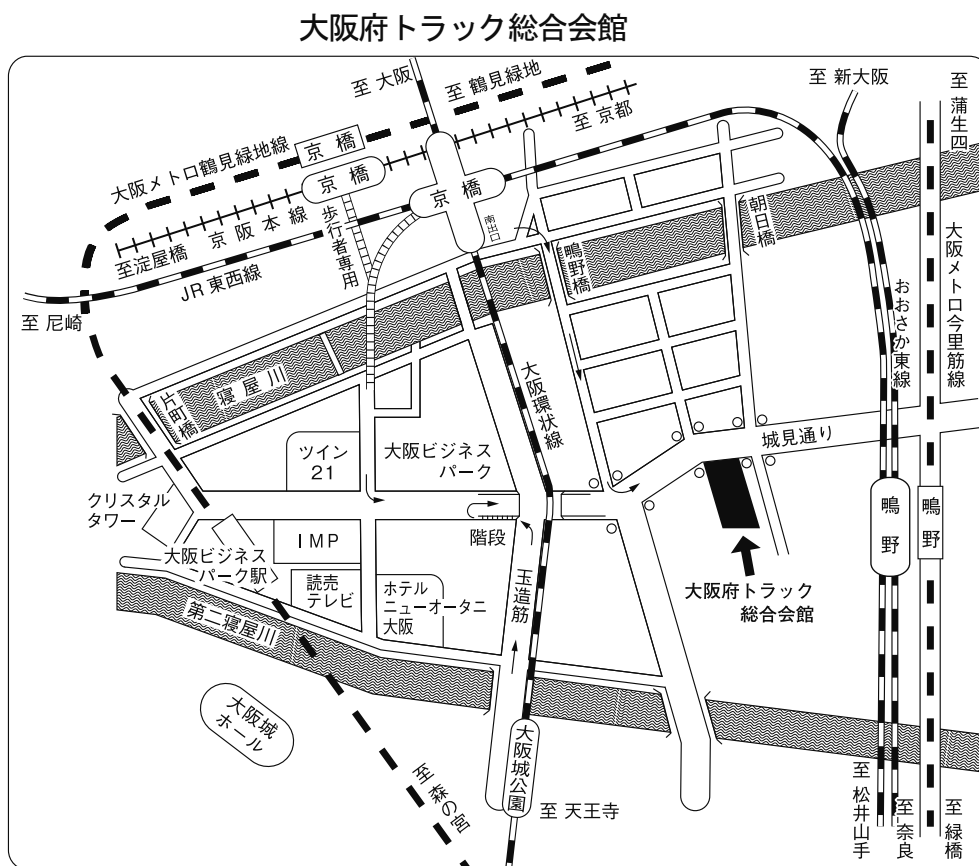 大阪府トラック総合会館
至 大阪
至 鶴見緑地
至 京都
至 新大阪
至 蒲生四
大阪メトロ鶴見緑地線
京橋
京橋
京橋
京阪本線
至淀屋橋
歩行者専用
南出口
JR東西線
至 尼崎
鴫野橋
朝日橋
大阪メトロ今里筋線
おおさか東線
片町橋
寝屋川
大阪環状線
城見通り
ツイン
21
大阪ビジネス
パーク
クリスタル
タワー
IMP
階段
大阪ビジネス
パーク駅
読売
テレビ
ホテル
ニューオータニ
大阪
玉造筋
大阪府トラック
総合会館
鴫野
鴫野
第二寝屋川
大阪城
ホール
大阪城公園
至 森の宮
至 天王寺
至 松井山手
至 奈良
至 緑橋